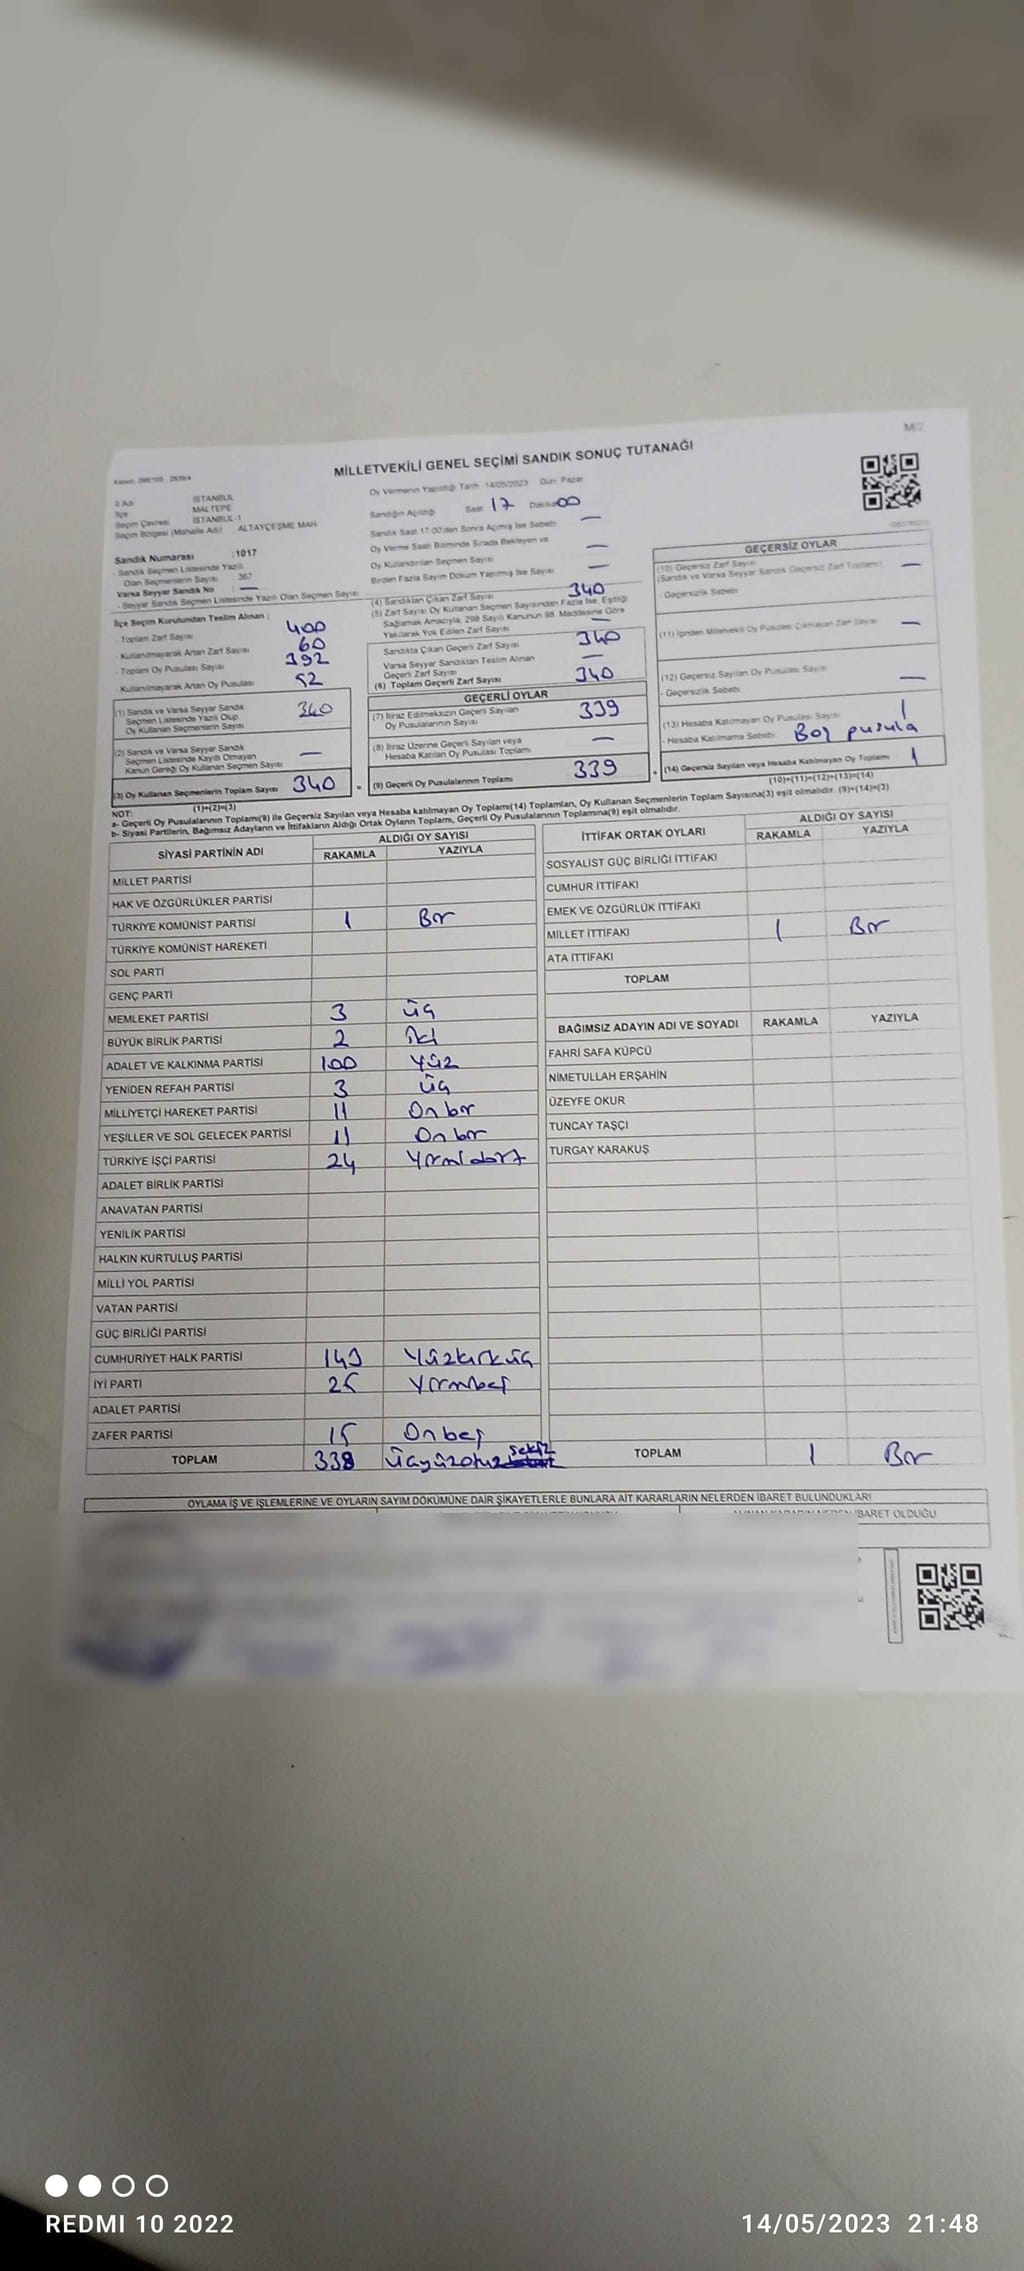 M/2
MİLLETVEKİLİ GENEL SEÇİMİ SANDIK SONUÇ TUTANAĞI
İl Adı İSTANBUL
İlçe MALTEPE
Seçim Çevresi İSTANBUL-1
Seçim Bölgesi (Mahalle Adı) ALTAYÇEŞME MAH
Sandık Numarası :1017
- Sandık Seçmen Listesinde Yazılı
Olan Seçmenlerin Sayısı : 367
Varsa Seyyar Sandık No —
- Seyyar Sandık Seçmen Listesinde Yazılı Olan Seçmen Sayısı
İlçe Seçim Kurulundan Teslim Alınan :
- Toplam Zarf Sayısı 400
- Kullanılmayarak Artan Zarf Sayısı 60
- Toplam Oy Pusulası Sayısı 392
- Kullanılmayarak Artan Oy Pusulası 52
(1) Sandık ve Varsa Seyyar Sandık
Seçmen Listesinde Yazılı Olup
Oy Kullanan Seçmenlerin Sayısı 340
(2) Sandık ve Varsa Seyyar Sandık
Seçmen Listesinde Kayıtlı Olmayan
Kanun Gereği Oy Kullanan Seçmen Sayısı —
(3) Oy Kullanan Seçmenlerin Toplam Sayısı 340
(1)+(2)=(3)
Oy Vermenin Yapıldığı Tarih 14/05/2023 Gün: Pazar
Sandığın Açıldığı Saat 17 Dakika 00
Sandık Saat 17:00'den Sonra Açılmış İse Sebebi —
Oy Verme Saati Bitiminde Sırada Bekleyen ve
Oy Kullandırılan Seçmen Sayısı —
Birden Fazla Sayım Döküm Yapılmış İse Sayısı —
(4) Sandıktan Çıkan Zarf Sayısı 340
(5) Zarf Sayısı Oy Kullanan Seçmen Sayısından Fazla İse, Eşitliği
Sağlamak Amacıyla, 298 Sayılı Kanunun 98. Maddesine Göre
Yakılarak Yok Edilen Zarf Sayısı —
Sandıkta Çıkan Geçerli Zarf Sayısı 340
Varsa Seyyar Sandıktan Teslim Alınan
Geçerli Zarf Sayısı —
(6) Toplam Geçerli Zarf Sayısı 340
GEÇERLİ OYLAR
(7) İtiraz Edilmeksizin Geçerli Sayılan
Oy Pusulalarının Sayısı 339
(8) İtiraz Üzerine Geçerli Sayılan veya
Hesaba Katılan Oy Pusulası Toplamı —
(9) Geçerli Oy Pusulalarının Toplamı 339
GEÇERSİZ OYLAR
(10) Geçersiz Zarf Sayısı
(Sandık ve Varsa Seyyar Sandık Geçersiz Zarf Toplamı) —
- Geçersizlik Sebebi
(11) İçinden Milletvekili Oy Pusulası Çıkmayan Zarf Sayısı —
(12) Geçersiz Sayılan Oy Pusulası Sayısı —
- Geçersizlik Sebebi
(13) Hesaba Katılmayan Oy Pusulası Sayısı 1
- Hesaba Katılmama Sebebi Boş pusula
(14) Geçersiz Sayılan veya Hesaba Katılmayan Oy Toplamı 1
(10)+(11)+(12)+(13)=(14)
NOT:
a- Geçerli Oy Pusulalarının Toplamı(9) ile Geçersiz Sayılan veya Hesaba katılmayan Oy Toplamı(14) Toplamları, Oy Kullanan Seçmenlerin Toplam Sayısına(3) eşit olmalıdır. (9)+(14)=(3)
b- Siyasi Partilerin, Bağımsız Adayların ve İttifakların Aldığı Ortak Oyların Toplamı, Geçerli Oy Pusulalarının Toplamına(9) eşit olmalıdır.
SİYASİ PARTİNİN ADI ALDIĞI OY SAYISI
RAKAMLA YAZIYLA
MİLLET PARTİSİ
HAK VE ÖZGÜRLÜKLER PARTİSİ
TÜRKİYE KOMÜNİST PARTİSİ 1 Bir
TÜRKİYE KOMÜNİST HAREKETİ
SOL PARTİ
GENÇ PARTİ
MEMLEKET PARTİSİ 3 üç
BÜYÜK BİRLİK PARTİSİ 2 iki
ADALET VE KALKINMA PARTİSİ 100 Yüz
YENİDEN REFAH PARTİSİ 3 üç
MİLLİYETÇİ HAREKET PARTİSİ 11 Onbir
YEŞİLLER VE SOL GELECEK PARTİSİ 11 Onbir
TÜRKİYE İŞÇİ PARTİSİ 24 Yirmidört
ADALET BİRLİK PARTİSİ
ANAVATAN PARTİSİ
YENİLİK PARTİSİ
HALKIN KURTULUŞ PARTİSİ
MİLLİ YOL PARTİSİ
VATAN PARTİSİ
GÜÇ BİRLİĞİ PARTİSİ
CUMHURİYET HALK PARTİSİ 143 Yüzkırküç
İYİ PARTİ 25 Yirmibeş
ADALET PARTİSİ
ZAFER PARTİSİ 15 Onbeş
TOPLAM 338 Üçyüzotuz sekiz
İTTİFAK ORTAK OYLARI ALDIĞI OY SAYISI
RAKAMLA YAZIYLA
SOSYALİST GÜÇ BİRLİĞİ İTTİFAKI
CUMHUR İTTİFAKI
EMEK VE ÖZGÜRLÜK İTTİFAKI
MİLLET İTTİFAKI 1 Bir
ATA İTTİFAKI
TOPLAM
BAĞIMSIZ ADAYIN ADI VE SOYADI RAKAMLA YAZIYLA
FAHRİ SAFA KÜPCÜ
NİMETULLAH ERŞAHİN
ÜZEYFE OKUR
TUNCAY TAŞÇI
TURGAY KARAKUŞ
TOPLAM 1 Bir
OYLAMA İŞ VE İŞLEMLERİNE VE OYLARIN SAYIM DÖKÜMÜNE DAİR ŞİKAYETLERLE BUNLARA AİT KARARLARIN NELERDEN İBARET BULUNDUKLARI
İBARET OLDUĞU
REDMI 10 2022
14/05/2023 21:48